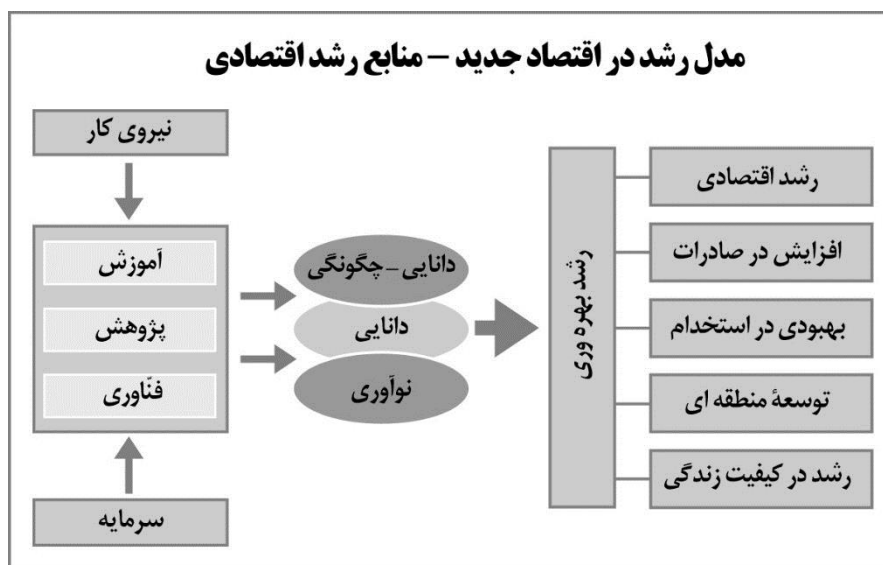 مدل رشد در اقتصاد جدید – منابع رشد اقتصادی
نیروی کار
آموزش
پژوهش
فنّاوری
سرمایه
دانایی – چگونگی
دانایی
نوآوری
رشد بهره وری
رشد اقتصادی
افزایش در صادرات
بهبودی در استخدام
توسعهٔ منطقه ای
رشد در کیفیت زندگی